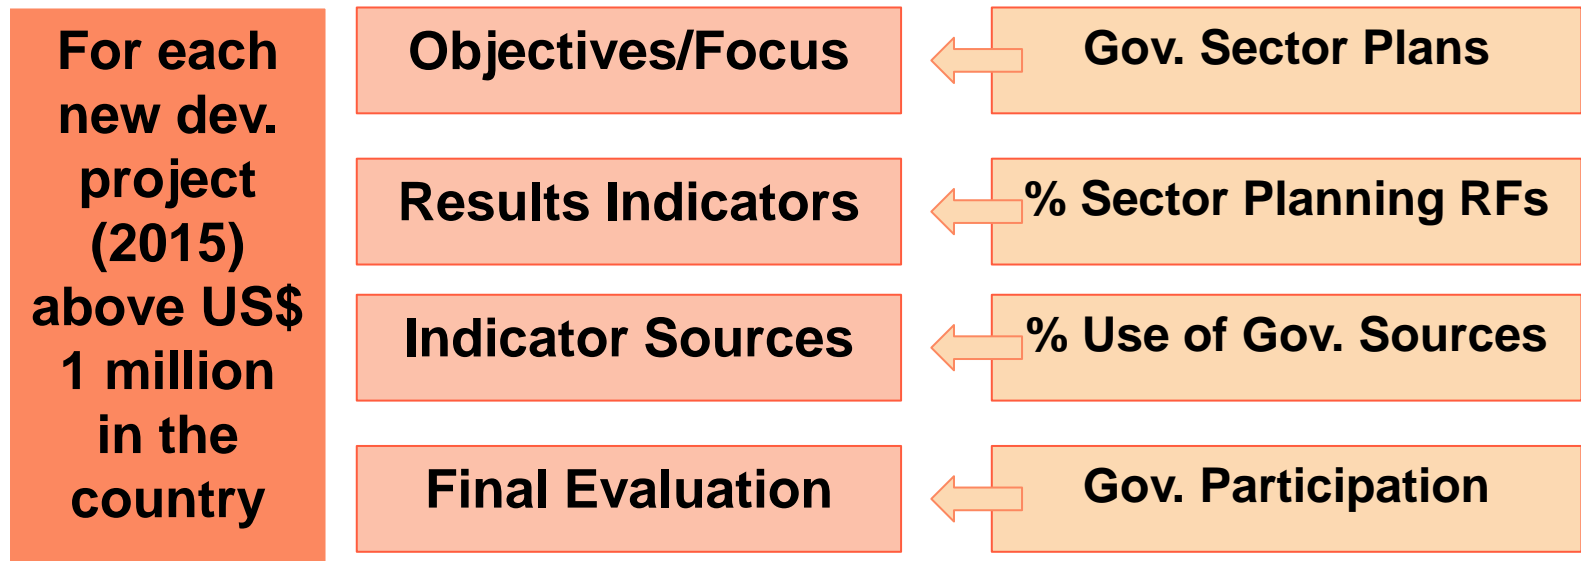 For each
new dev.
project
(2015)
above US$
1 million
in the
country
Objectives/Focus
Gov. Sector Plans
Results Indicators
% Sector Planning RFs
Indicator Sources
% Use of Gov. Sources
Final Evaluation
Gov. Participation